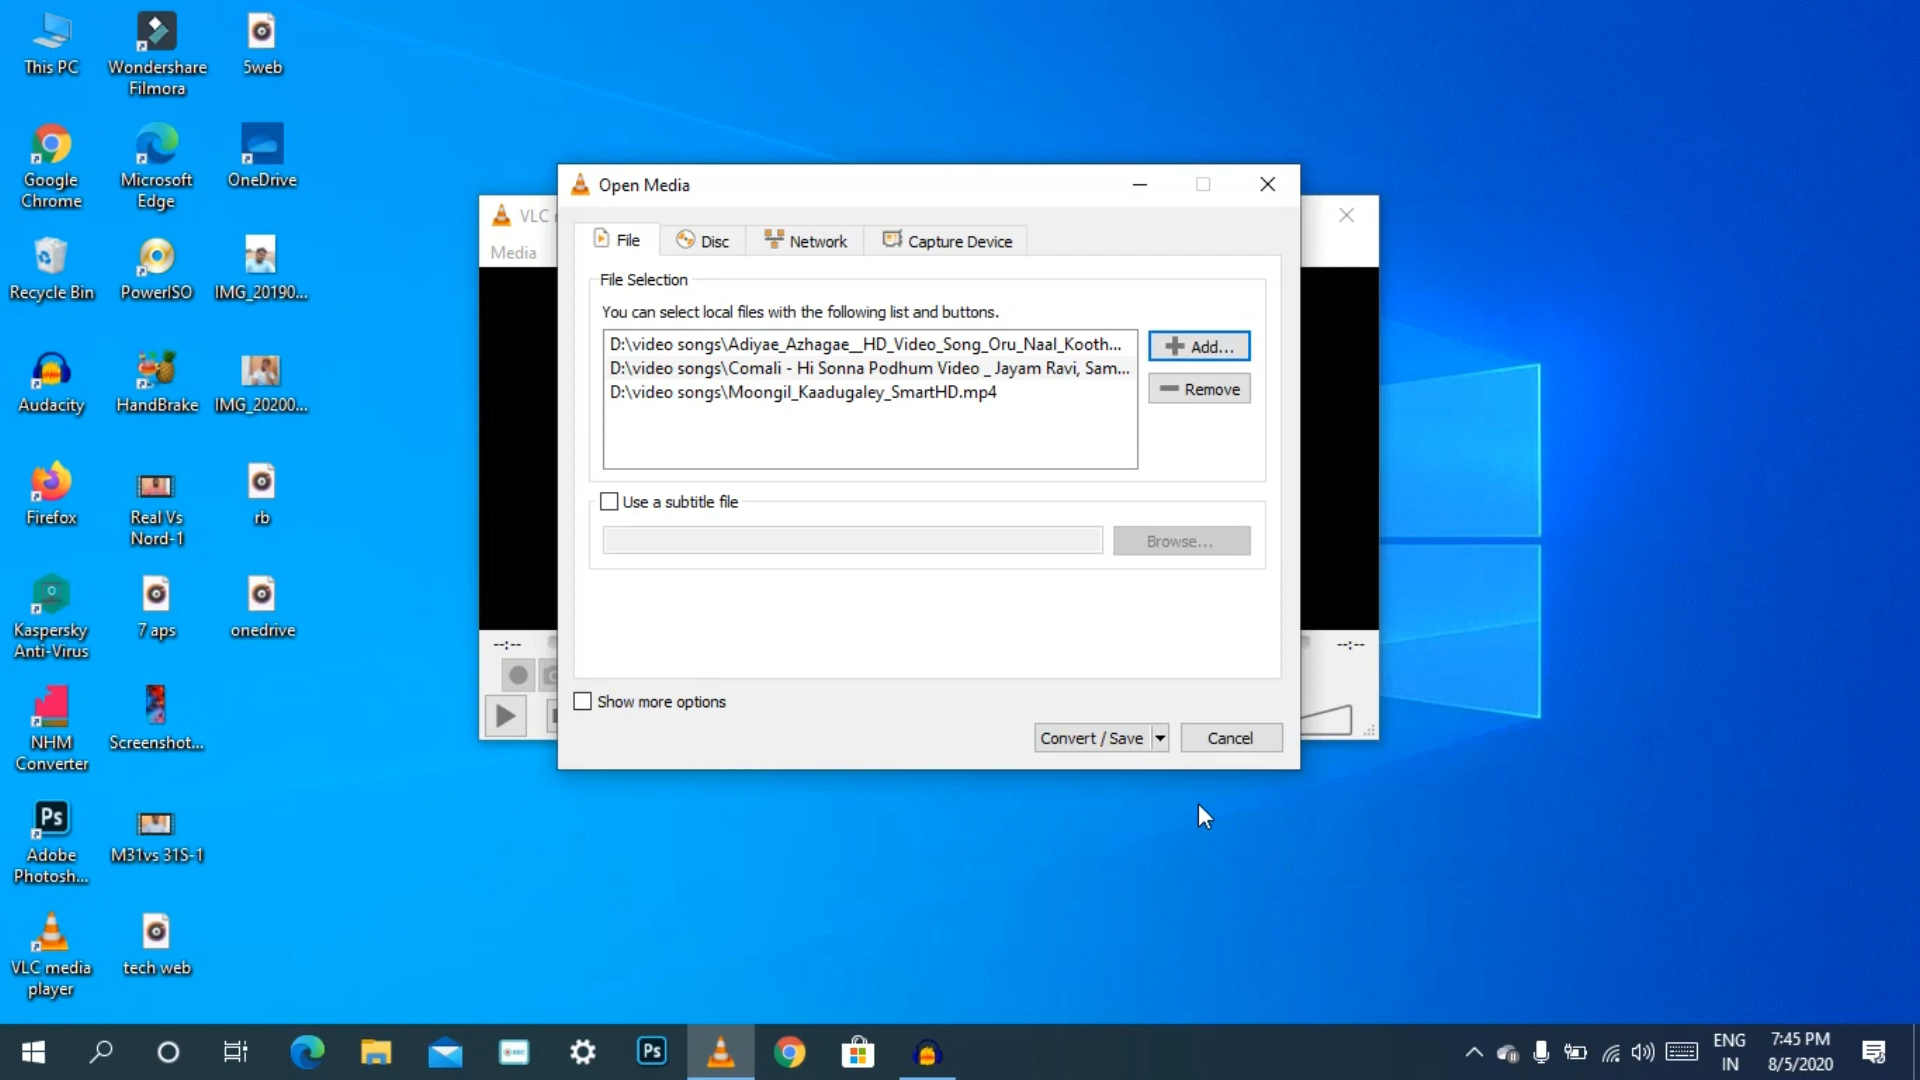 This PC
Wondershare
Filmora
5web
Google
Chrome
Microsoft
Edge
OneDrive
Recycle Bin
PowerISO
IMG_20190...
Audacity
HandBrake
IMG_20200...
Firefox
Real Vs
Nord-1
rb
Kaspersky
Anti-Virus
7 aps
onedrive
NHM
Converter
Screenshot...
Ps
Adobe
Photosh...
M31vs 31S-1
VLC media
player
tech web
VLC
Media
--:--
--:--
Open Media
File
Disc
Network
Capture Device
File Selection
You can select local files with the following list and buttons.
D:\video songs\Adiyae_Azhagae__HD_Video_Song_Oru_Naal_Kooth...
D:\video songs\Comali - Hi Sonna Podhum Video _ Jayam Ravi, Sam...
D:\video songs\Moongil_Kaadugaley_SmartHD.mp4
Add...
Remove
Use a subtitle file
Browse...
Show more options
Convert / Save
Cancel
REC
Ps
ENG
IN
7:45 PM
8/5/2020